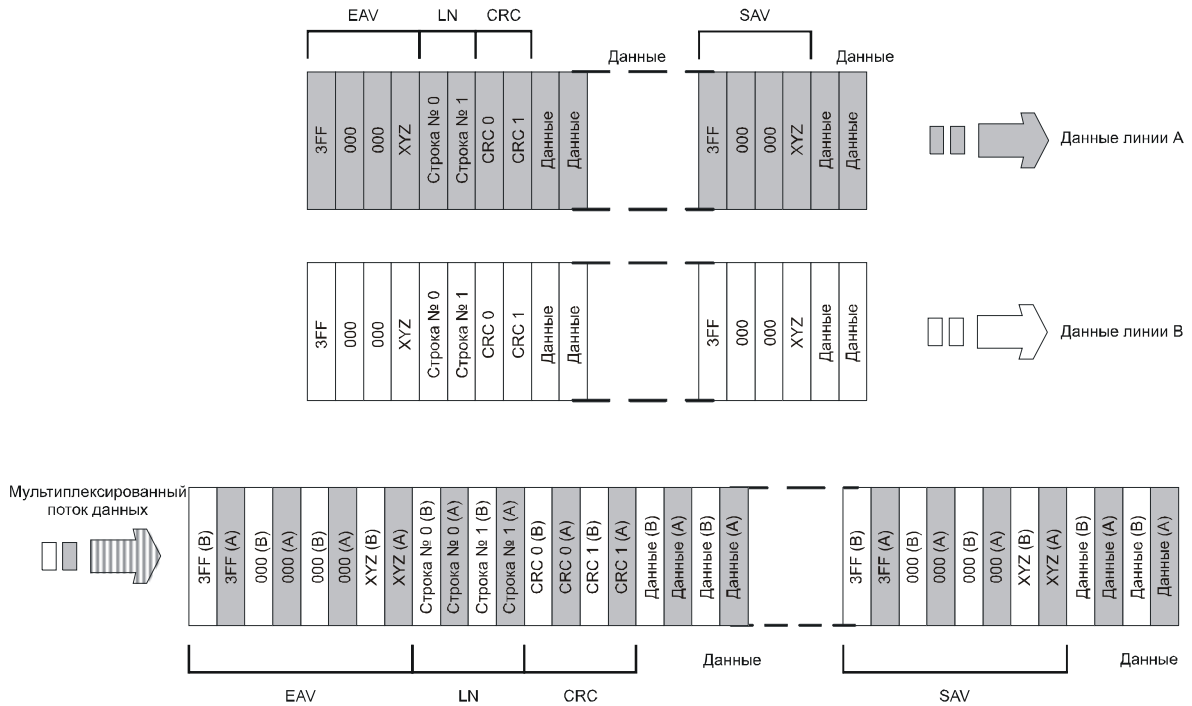 EAV LN CRC SAV
Данные Данные
3FF 000 000 XYZ Строка № 0 Строка № 1 CRC 0 CRC 1 Данные Данные 3FF 000 000 XYZ Данные Данные
Данные линии A
3FF 000 000 XYZ Строка № 0 Строка № 1 CRC 0 CRC 1 Данные Данные 3FF 000 000 XYZ Данные Данные
Данные линии B
Мультиплексированный
поток данных
3FF (B) 3FF (A) 000 (B) 000 (A) 000 (B) 000 (A) XYZ (B) XYZ (A) Строка № 0 (B) Строка № 0 (A) Строка № 1 (B) Строка № 1 (A) CRC 0 (B) CRC 0 (A) CRC 1 (B) CRC 1 (A) Данные (B) Данные (A) Данные (B) Данные (A) 3FF (B) 3FF (A) 000 (B) 000 (A) 000 (B) 000 (A) XYZ (B) XYZ (A) Данные (B) Данные (A) Данные (B) Данные (A)
Данные Данные
EAV LN CRC SAV